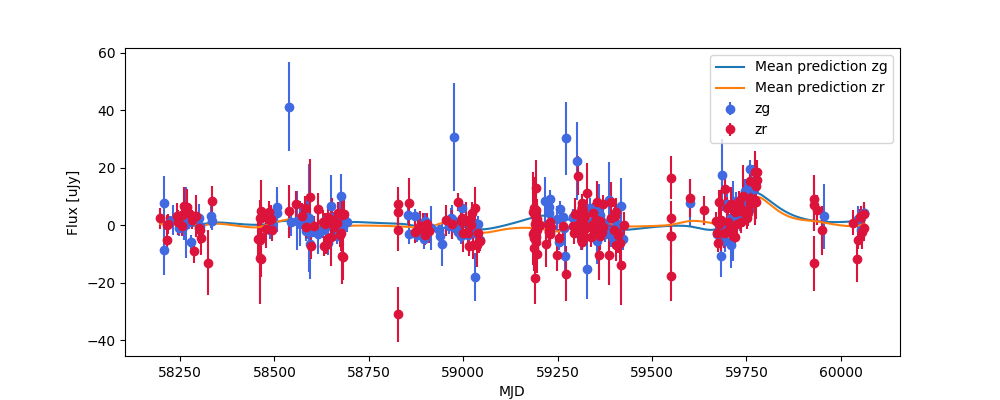 60
40
20
0
−20
−40
Flux [uJy]
58250
58500
58750
59000
59250
59500
59750
60000
MJD
Mean prediction zg
Mean prediction zr
zg
zr